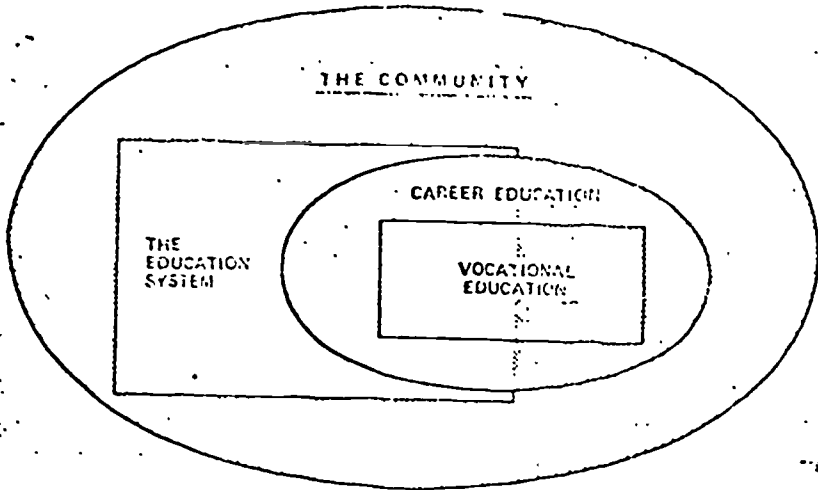 THE COMMUNITY
CAREER EDUCATION
THE
EDUCATION
SYSTEM
VOCATIONAL
EDUCATION